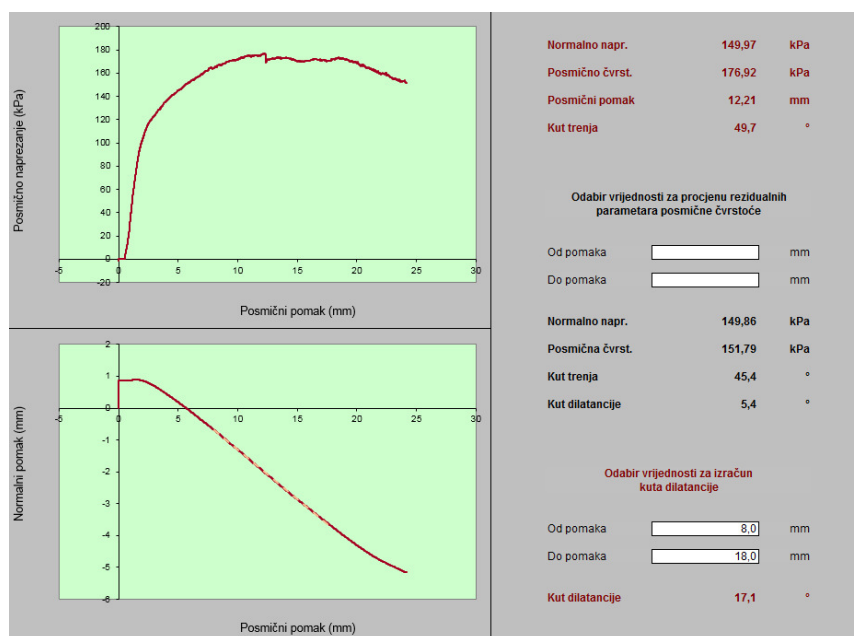 200
180
160
140
120
100
80
60
40
20
0
-20
-5 0 5 10 15 20 25 30
Posmično naprezanje (kPa)
Posmični pomak (mm)
2
1
0
-1
-2
-3
-4
-5
-6
-5 0 5 10 15 20 25 30
Normalni pomak (mm)
Posmični pomak (mm)
Normalno napr. 149,97 kPa
Posmično čvrst. 176,92 kPa
Posmični pomak 12,21 mm
Kut trenja 49,7 °
Odabir vrijednosti za procjenu rezidualnih
parametara posmične čvrstoće
Od pomaka mm
Do pomaka mm
Normalno napr. 149,86 kPa
Posmična čvrst. 151,79 kPa
Kut trenja 45,4 °
Kut dilatancije 5,4 °
Odabir vrijednosti za izračun
kuta dilatancije
Od pomaka 8,0 mm
Do pomaka 18,0 mm
Kut dilatancije 17,1 °